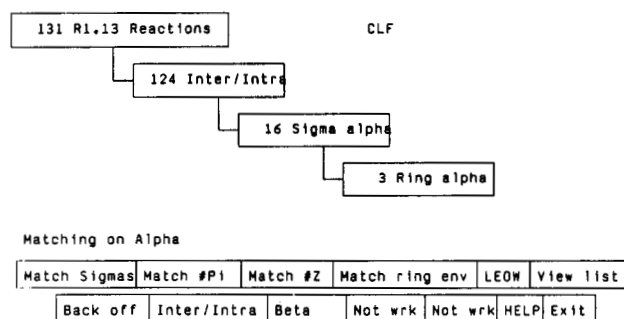 131 R1.13 Reactions CLF
124 Inter/Intra
16 Sigma alpha
3 Ring alpha
Matching on Alpha
Match Sigmas Match #Pi Match #Z Match ring env LEOW View list
Back off Inter/Intra Beta Not wrk Not wrk HELP Exit